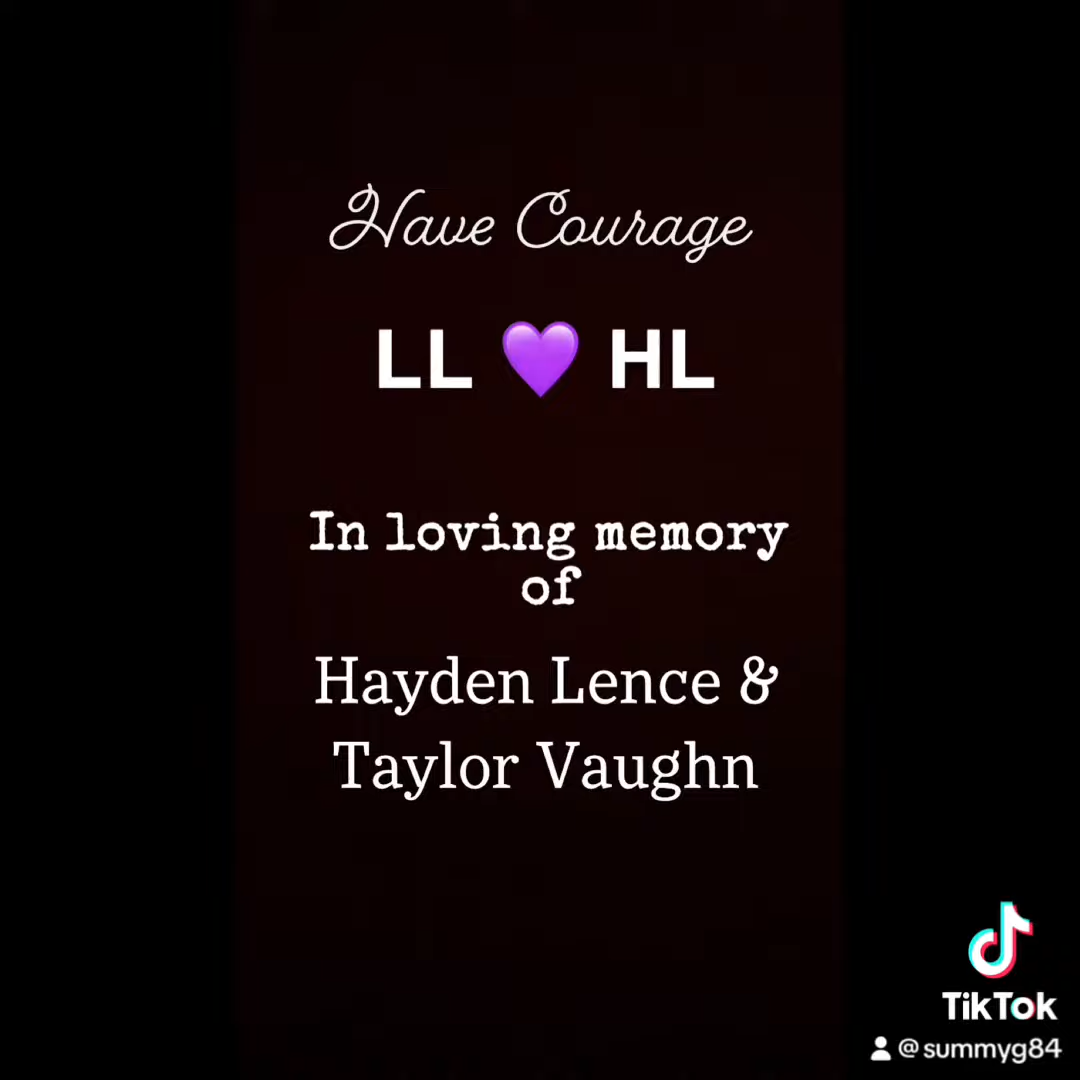 Have Courage
LL 💜 HL
In loving memory
of
Hayden Lence &
Taylor Vaughn
TikTok
@summyg84